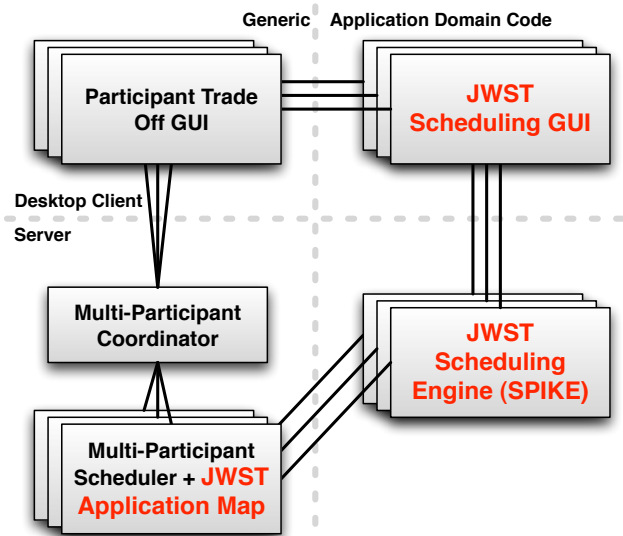 Generic Application Domain Code
Participant Trade
Off GUI
JWST
Scheduling GUI
Desktop Client
Server
Multi-Participant
Coordinator
JWST
Scheduling
Engine (SPIKE)
Multi-Participant
Scheduler + JWST
Application Map